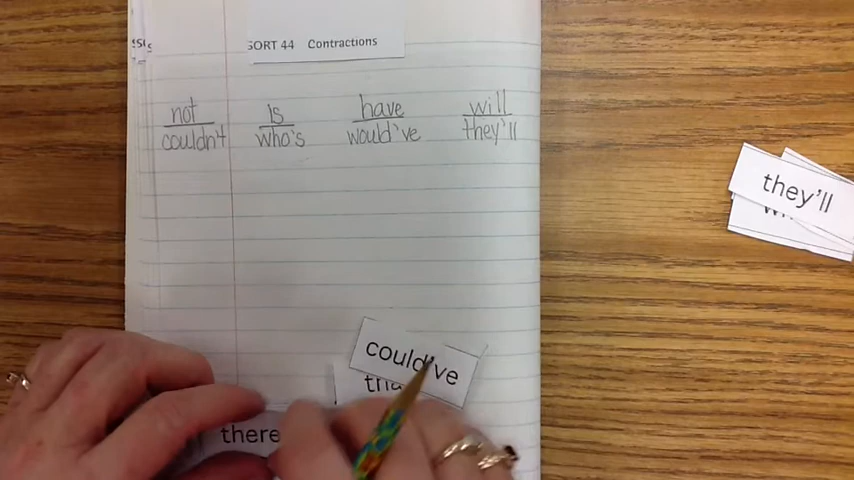 SORT 44 Contractions
not is have will
couldn't who's would've they'll
they'll
could've
there